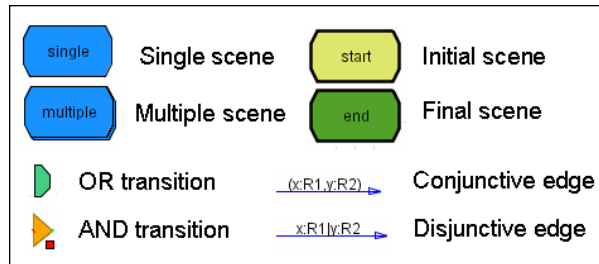 single Single scene start Initial scene
multiple Multiple scene end Final scene
OR transition (x:R1,y:R2) Conjunctive edge
AND transition x:R1|y:R2 Disjunctive edge